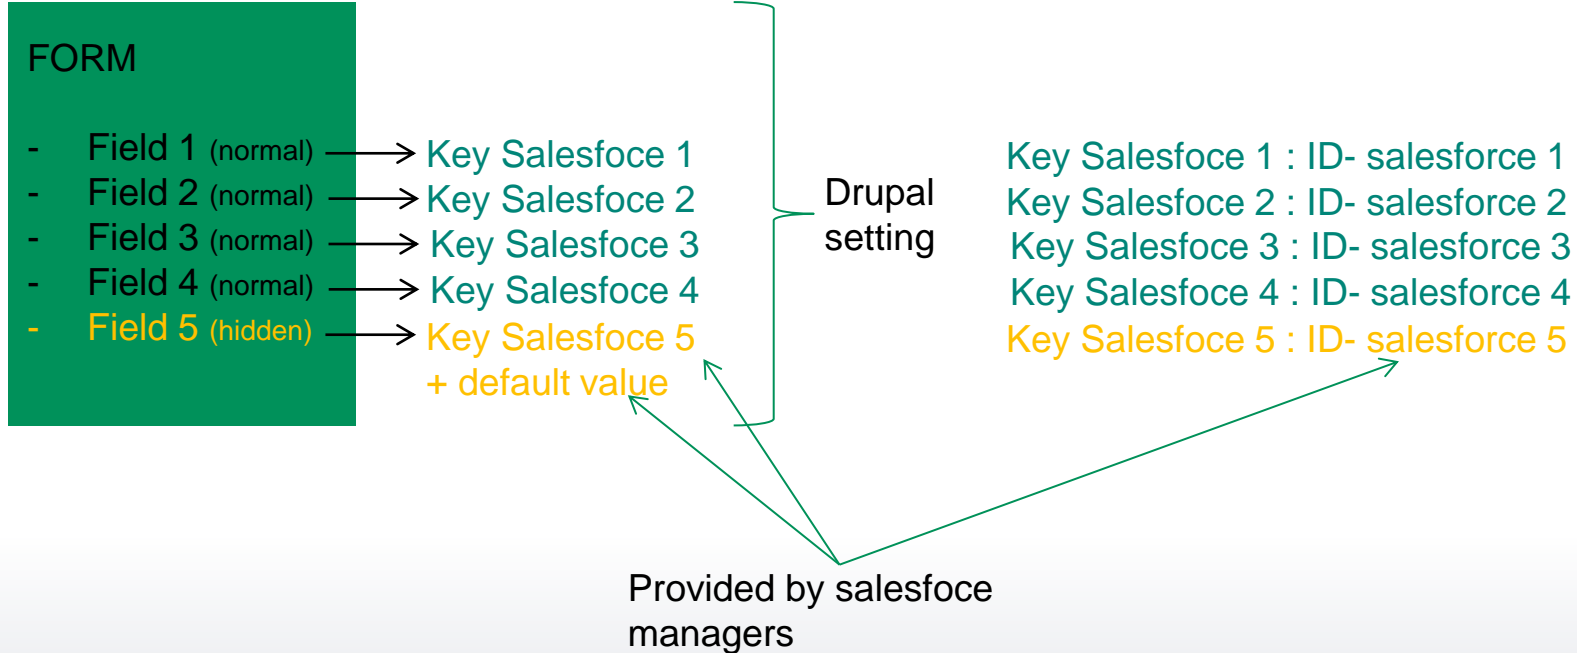 FORM
- Field 1 (normal)
- Field 2 (normal)
- Field 3 (normal)
- Field 4 (normal)
- Field 5 (hidden)
Key Salesfoce 1
Key Salesfoce 2
Key Salesfoce 3
Key Salesfoce 4
Key Salesfoce 5
+ default value
Drupal
setting
Key Salesfoce 1 : ID- salesforce 1
Key Salesfoce 2 : ID- salesforce 2
Key Salesfoce 3 : ID- salesforce 3
Key Salesfoce 4 : ID- salesforce 4
Key Salesfoce 5 : ID- salesforce 5
Provided by salesfoce
managers